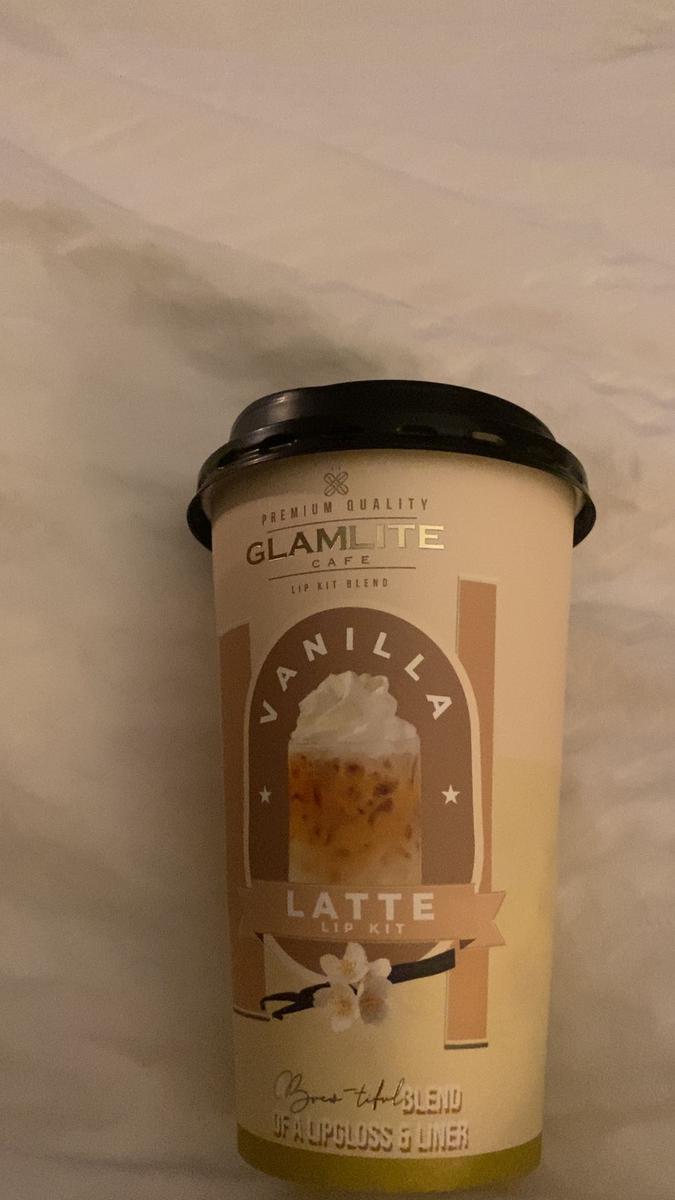 PREMIUM QUALITY
GLAMLITE
CAFE
LIP KIT BLEND
VANILLA
LATTE
LIP KIT
Brew-tiful BLEND
OF A LIPGLOSS & LINER